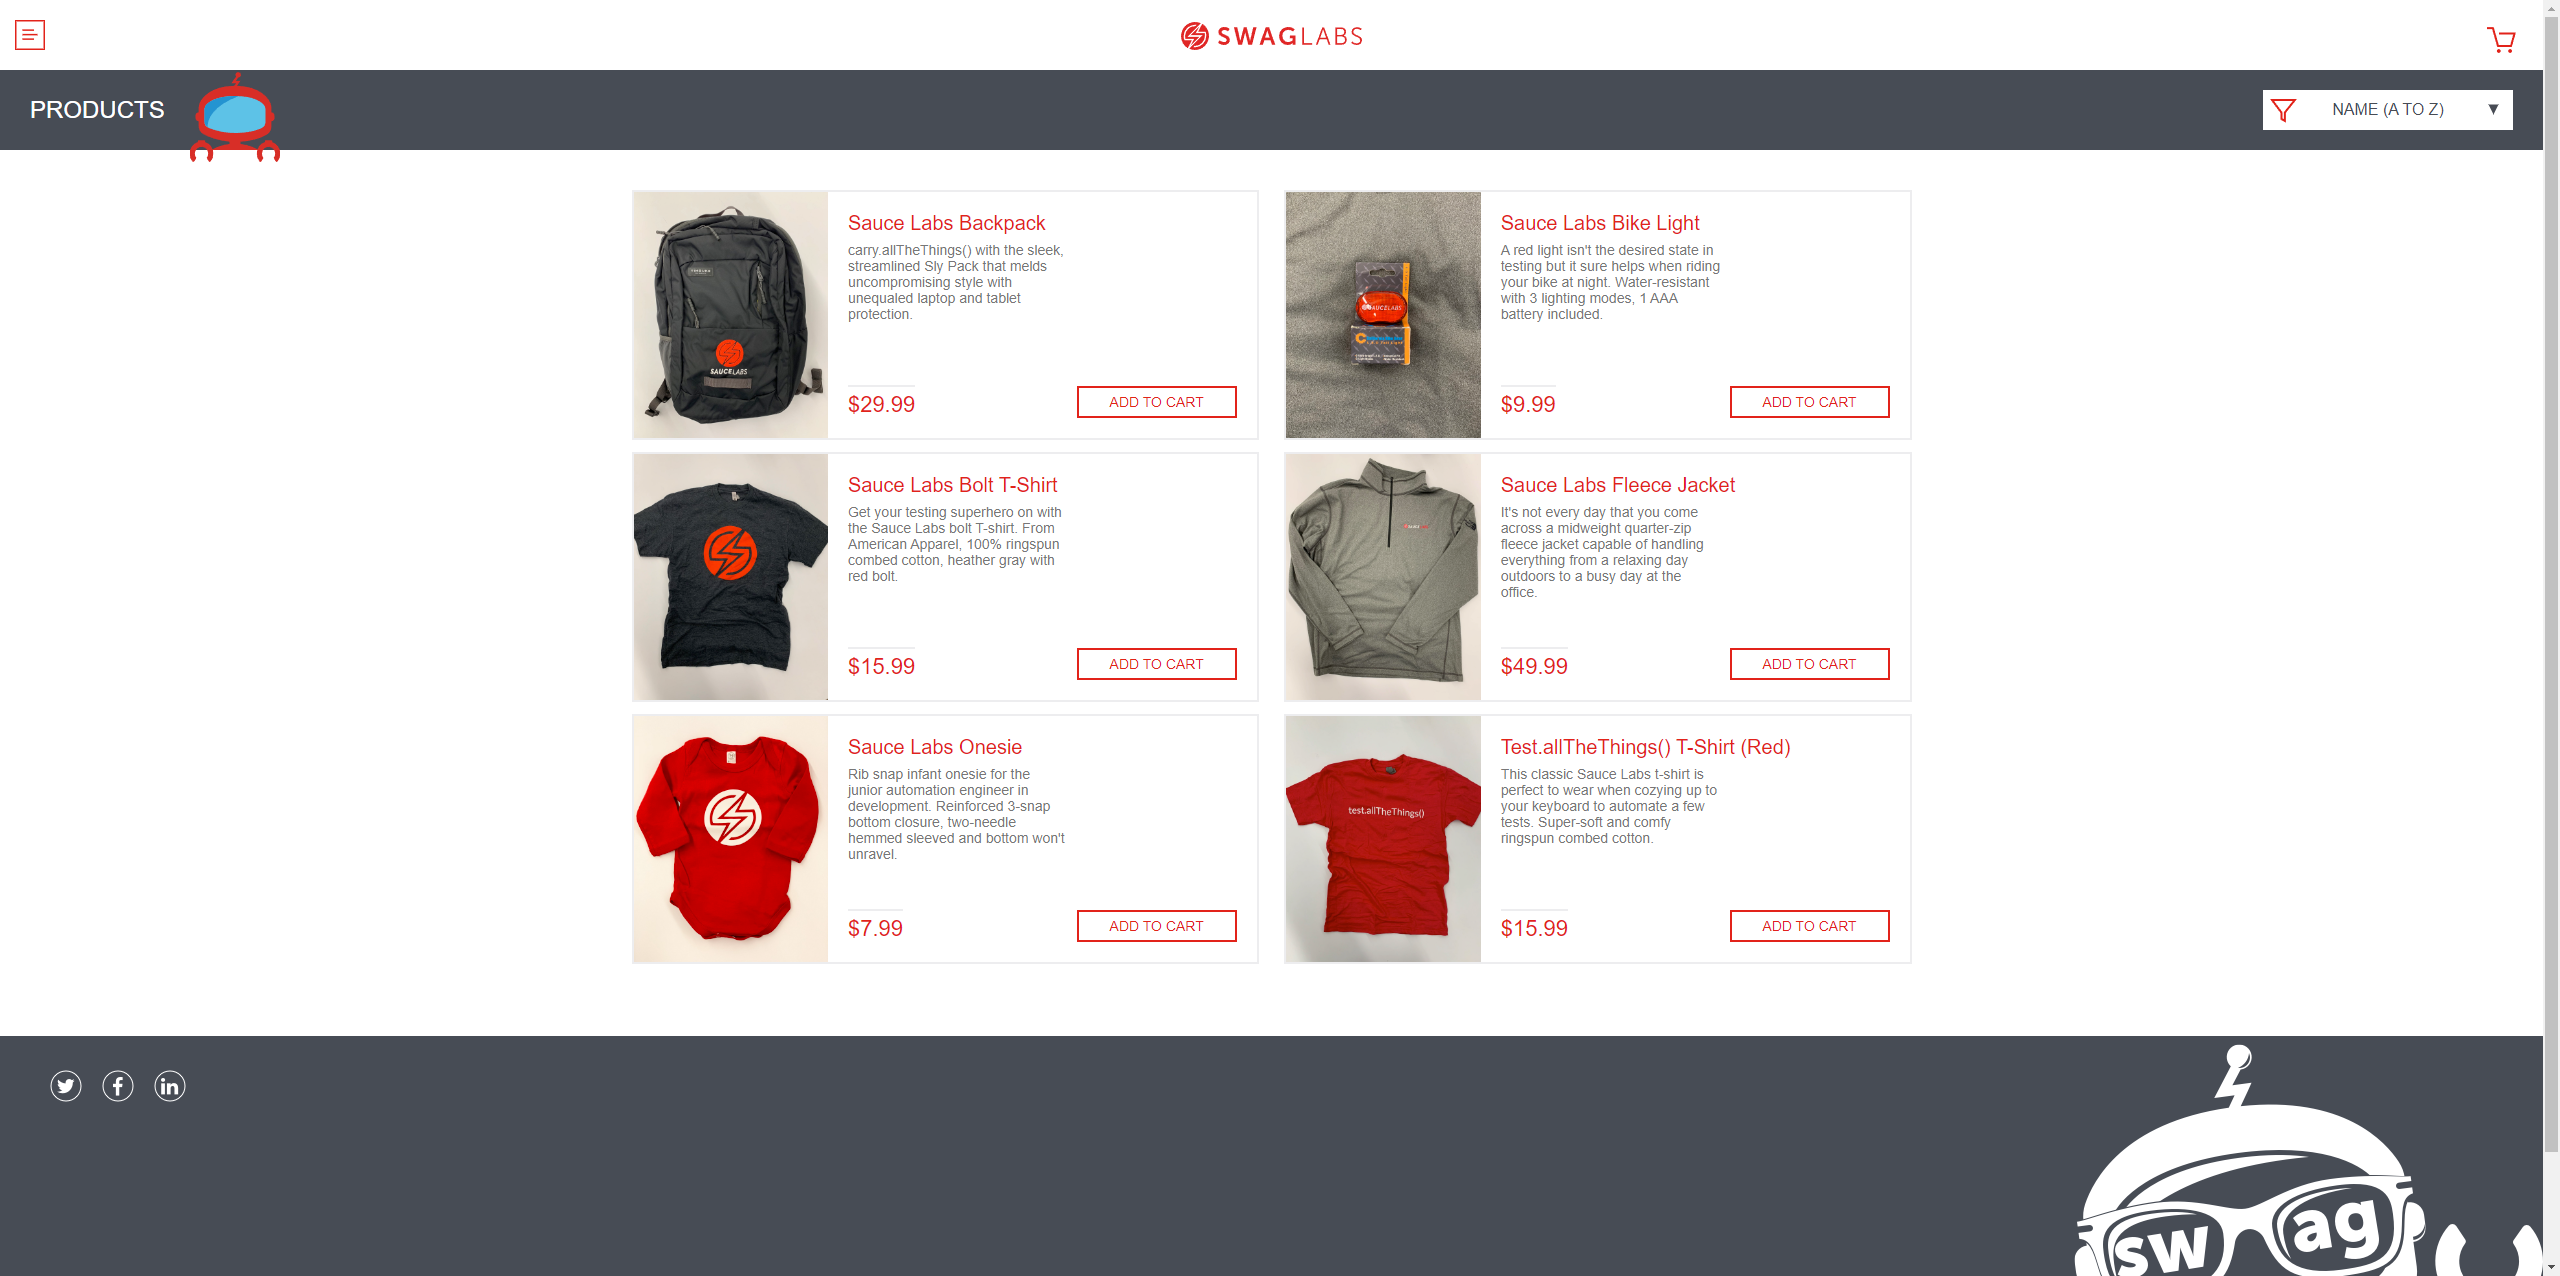 SWAGLABS
PRODUCTS
NAME (A TO Z) ▼
Sauce Labs Backpack
carry.allTheThings() with the sleek,
streamlined Sly Pack that melds
uncompromising style with
unequaled laptop and tablet
protection.
SAUCELABS
$29.99
ADD TO CART
Sauce Labs Bike Light
A red light isn't the desired state in
testing but it sure helps when riding
your bike at night. Water-resistant
with 3 lighting modes, 1 AAA
battery included.
SAUCELABS
$9.99
ADD TO CART
Sauce Labs Bolt T-Shirt
Get your testing superhero on with
the Sauce Labs bolt T-shirt. From
American Apparel, 100% ringspun
combed cotton, heather gray with
red bolt.
$15.99
ADD TO CART
Sauce Labs Fleece Jacket
It's not every day that you come
across a midweight quarter-zip
fleece jacket capable of handling
everything from a relaxing day
outdoors to a busy day at the
office.
$49.99
ADD TO CART
Sauce Labs Onesie
Rib snap infant onesie for the
junior automation engineer in
development. Reinforced 3-snap
bottom closure, two-needle
hemmed sleeved and bottom won't
unravel.
$7.99
ADD TO CART
Test.allTheThings() T-Shirt (Red)
This classic Sauce Labs t-shirt is
perfect to wear when cozying up to
your keyboard to automate a few
tests. Super-soft and comfy
ringspun combed cotton.
test.allTheThings()
$15.99
ADD TO CART
swag